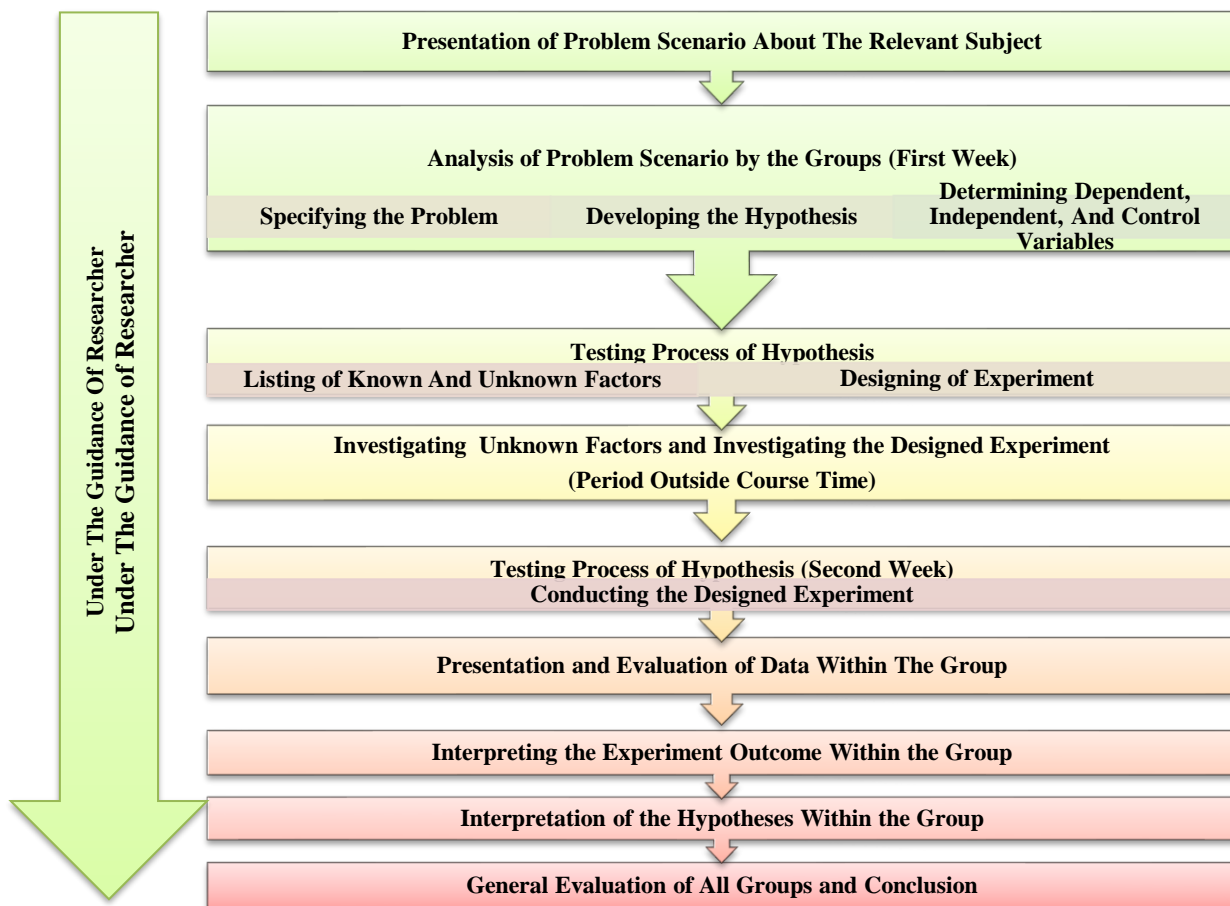 Presentation of Problem Scenario About The Relevant Subject
Analysis of Problem Scenario by the Groups (First Week)
Specifying the Problem
Developing the Hypothesis
Determining Dependent,
Independent, And Control
Variables
Testing Process of Hypothesis
Listing of Known And Unknown Factors
Designing of Experiment
Investigating Unknown Factors and Investigating the Designed Experiment
(Period Outside Course Time)
Testing Process of Hypothesis (Second Week)
Conducting the Designed Experiment
Presentation and Evaluation of Data Within The Group
Interpreting the Experiment Outcome Within the Group
Interpretation of the Hypotheses Within the Group
General Evaluation of All Groups and Conclusion
Under The Guidance Of Researcher
Under The Guidance of Researcher